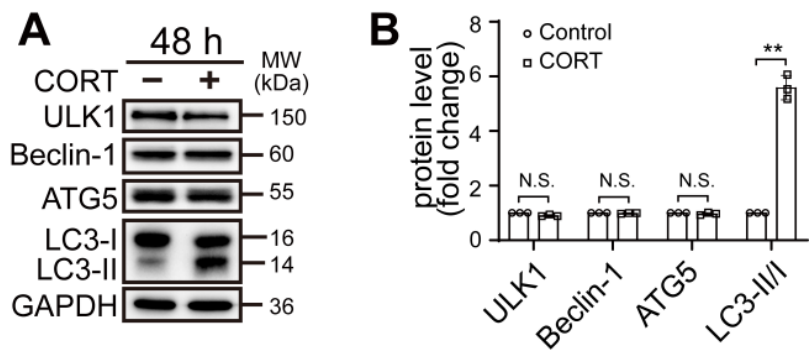 A
48 h
CORT − +
MW
(kDa)
ULK1 150
Beclin-1 60
ATG5 55
LC3-I 16
LC3-II 14
GAPDH 36
B
protein level
(fold change)
8
6
4
2
0
Control
CORT
N.S.
N.S.
N.S.
**
ULK1
Beclin-1
ATG5
LC3-II/I